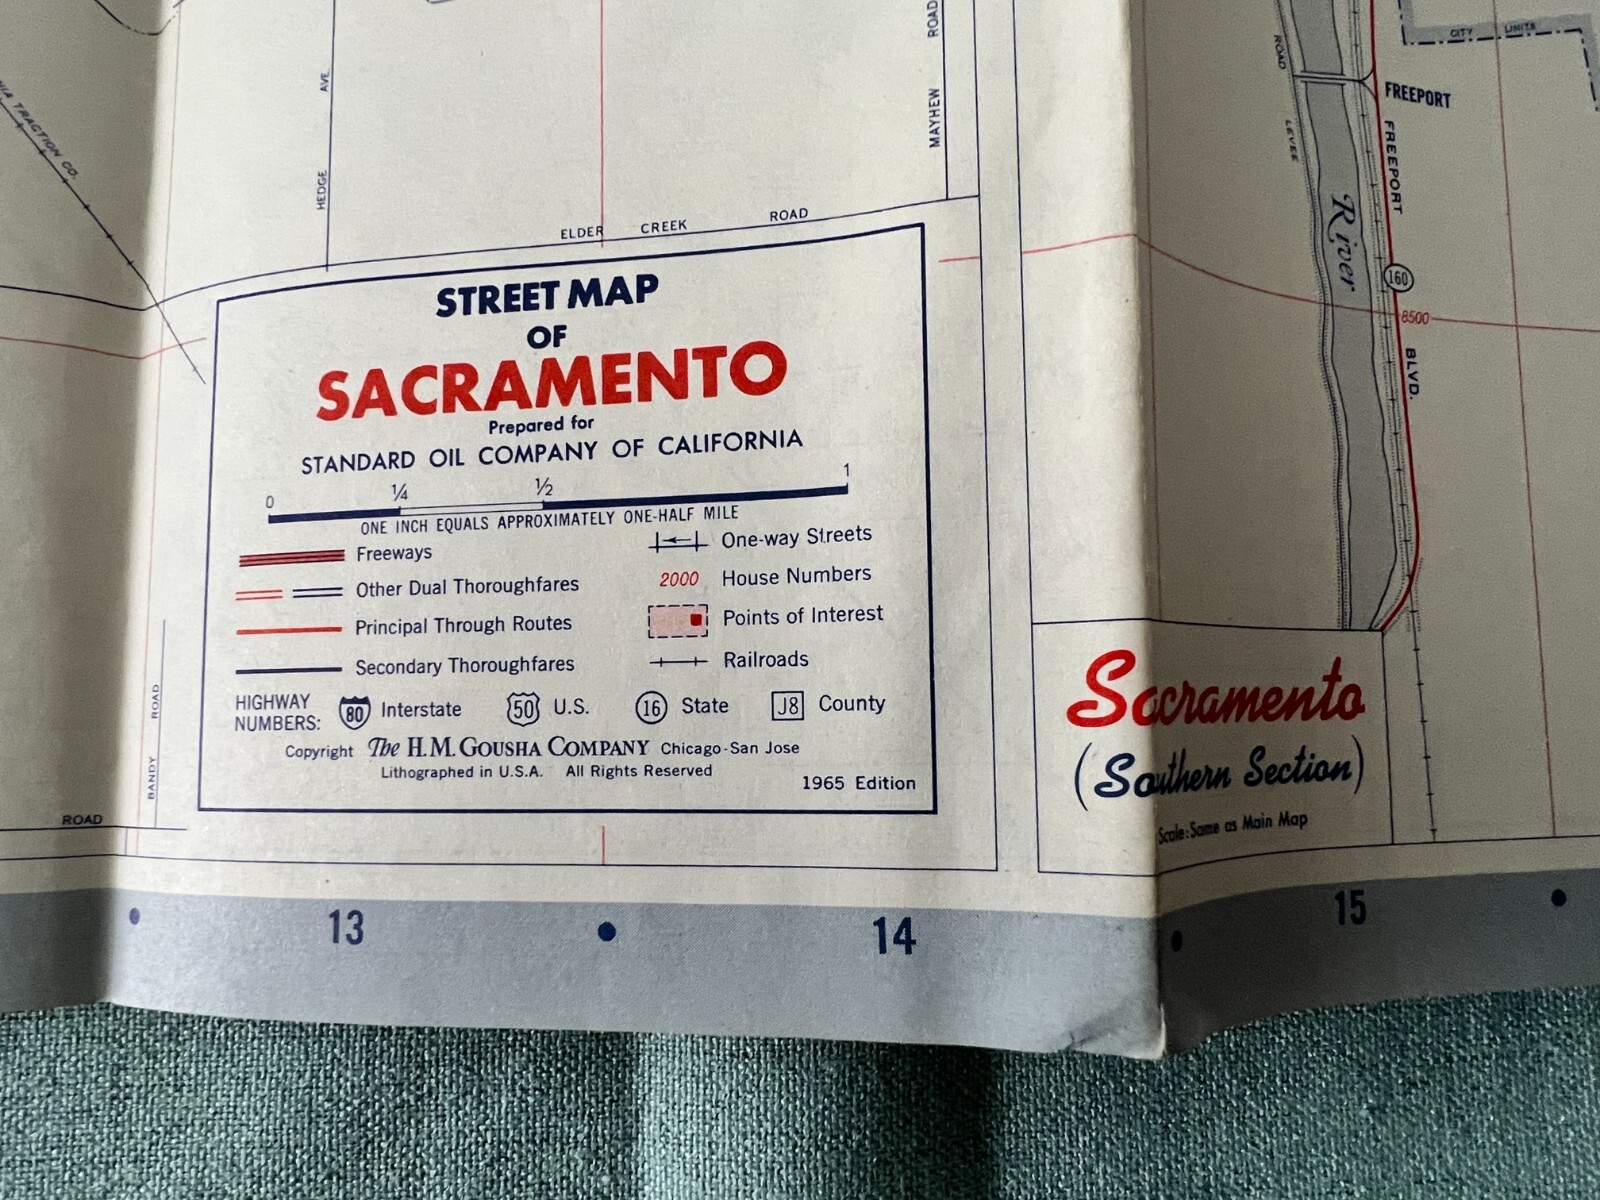 TRACTION CO.
HEDGE AVE.
MAYHEW ROAD
ELDER CREEK ROAD
STREET MAP
OF
SACRAMENTO
Prepared for
STANDARD OIL COMPANY OF CALIFORNIA
0 1/4 1/2 1
ONE INCH EQUALS APPROXIMATELY ONE-HALF MILE
Freeways
Other Dual Thoroughfares
Principal Through Routes
Secondary Thoroughfares
One-way Streets
2000 House Numbers
Points of Interest
Railroads
HIGHWAY NUMBERS: 80 Interstate 50 U.S. 16 State J8 County
Copyright The H.M. GOUSHA COMPANY Chicago-San Jose
Lithographed in U.S.A. All Rights Reserved
1965 Edition
BANDY ROAD
ROAD
13
14
15
CITY LIMITS
ROAD
LEVEE
FREEPORT
FREEPORT BLVD.
River
160
8500
Sacramento
(Southern Section)
Scale: Same as Main Map